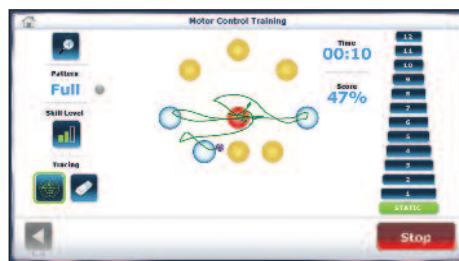 Motor Control Training
Pattern
Full
Skill Level
Tracing
Time
00:10
Score
47%
12
11
10
9
8
7
6
5
4
3
2
1
STATIC
Stop